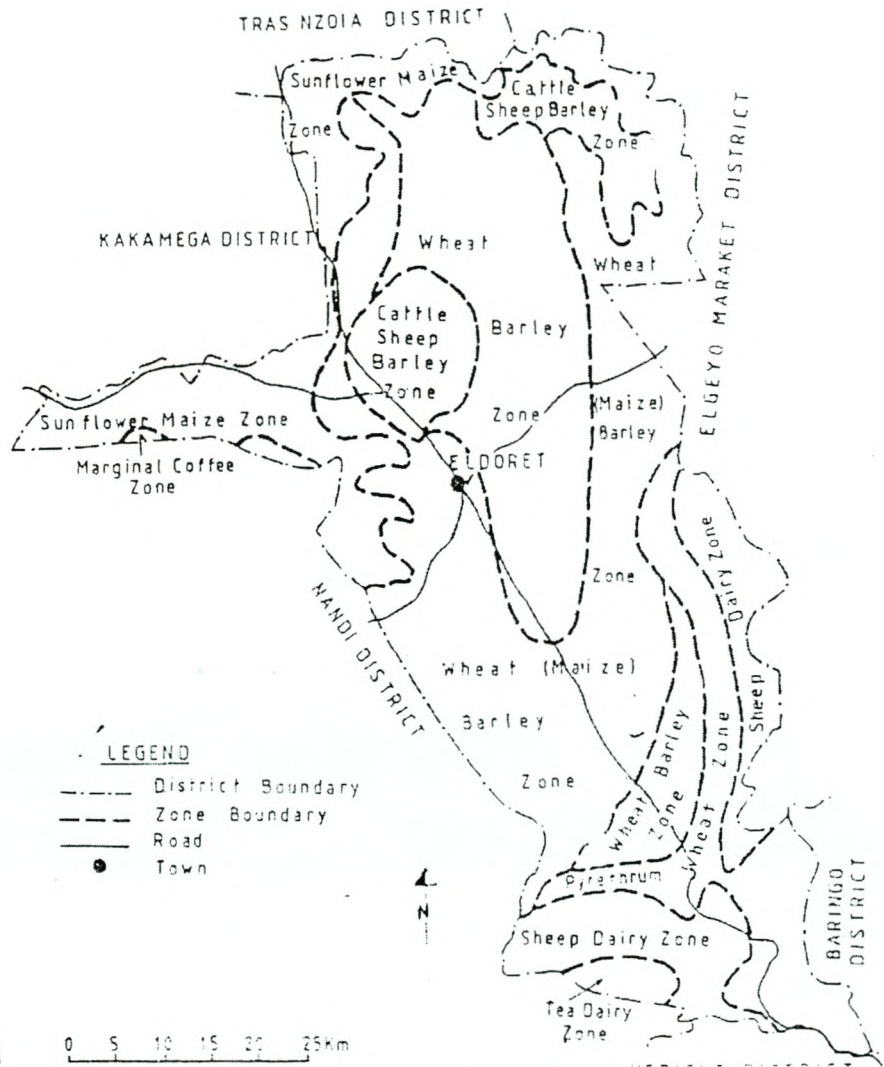 TRAS NZOIA DISTRICT
Sunflower Maize
Zone
Cattle
Sheep Barley
Zone
ELGEYO MARAKET DISTRICT
KAKAMEGA DISTRICT
Wheat
Barley
Zone
Wheat
(Maize)
Barley
Zone
Cattle
Sheep
Barley
Zone
Sunflower Maize Zone
Marginal Coffee
Zone
ELDORET
NANDI DISTRICT
Wheat (Maize)
Barley
Zone
Dairy Zone
Sheep
Wheat Barley
Zone
Wheat Zone
Pyrethrum
Sheep Dairy Zone
Tea Dairy
Zone
BARINGO
DISTRICT
LEGEND
District Boundary
Zone Boundary
Road
Town
N
0 5 10 15 20 25Km